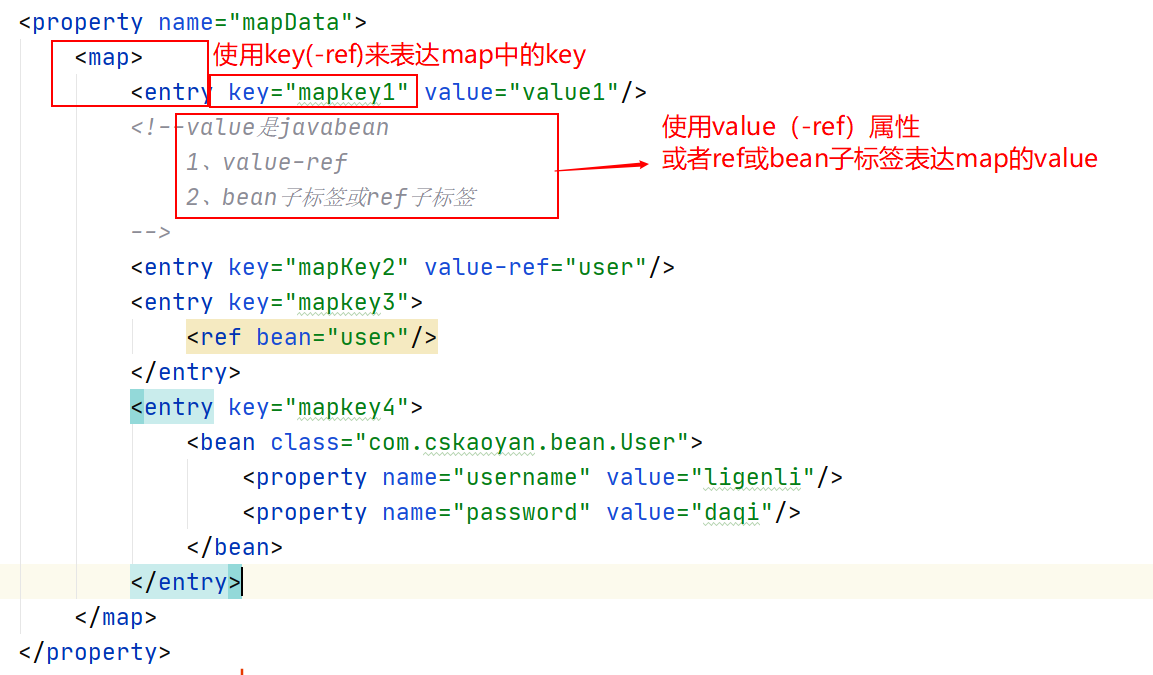 <property name="mapData">
<map>
使用key(-ref)来表达map中的key
<entry key="mapkey1" value="value1"/>
<!--value是javabean
1、value-ref
2、bean子标签或ref子标签
使用value（-ref）属性
或者ref或bean子标签表达map的value
-->
<entry key="mapKey2" value-ref="user"/>
<entry key="mapkey3">
<ref bean="user"/>
</entry>
<entry key="mapkey4">
<bean class="com.cskaoyan.bean.User">
<property name="username" value="ligenli"/>
<property name="password" value="daqi"/>
</bean>
</entry>
</map>
</property>